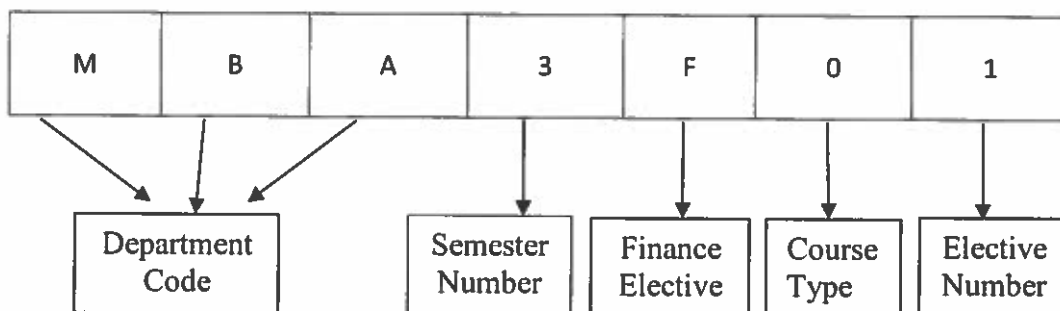 M B A 3 F 0 1
Department Code
Semester Number
Finance Elective
Course Type
Elective Number